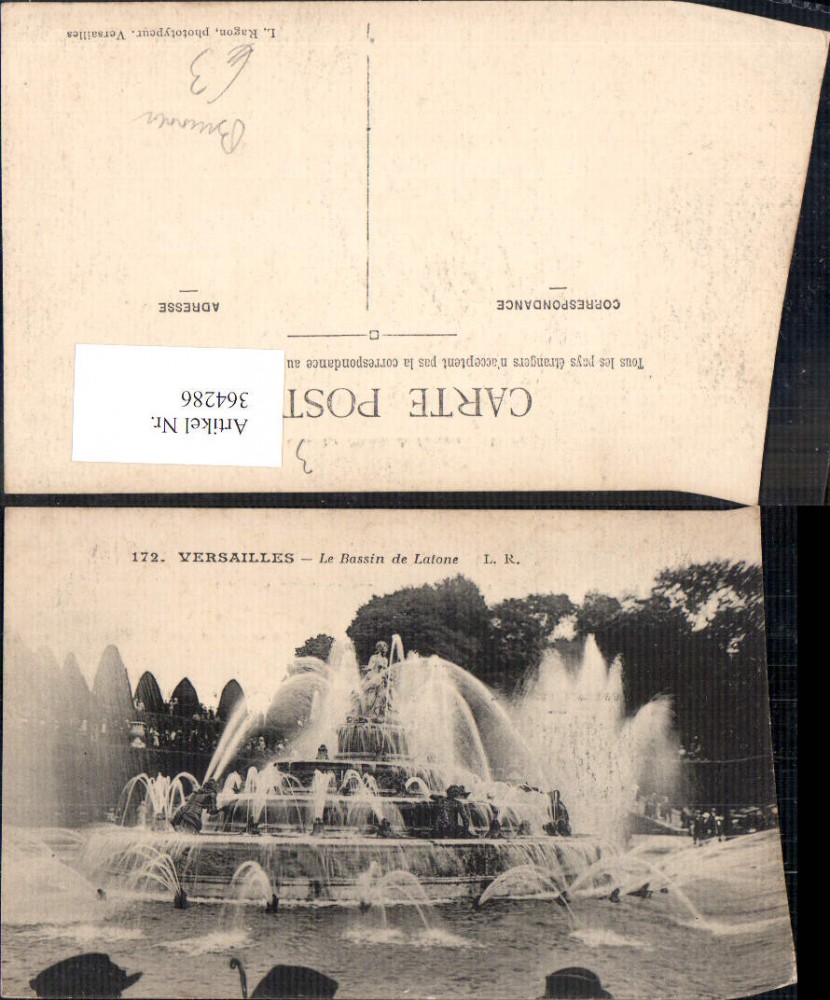 CARTE POST
Tous les pays étrangers n'acceptent pas la correspondance au
CORRESPONDANCE
ADRESSE
L. Ragon, phototypeur. Versailles
63
3
Artikel Nr.
364286
172. VERSAILLES – Le Bassin de Latone L. R.